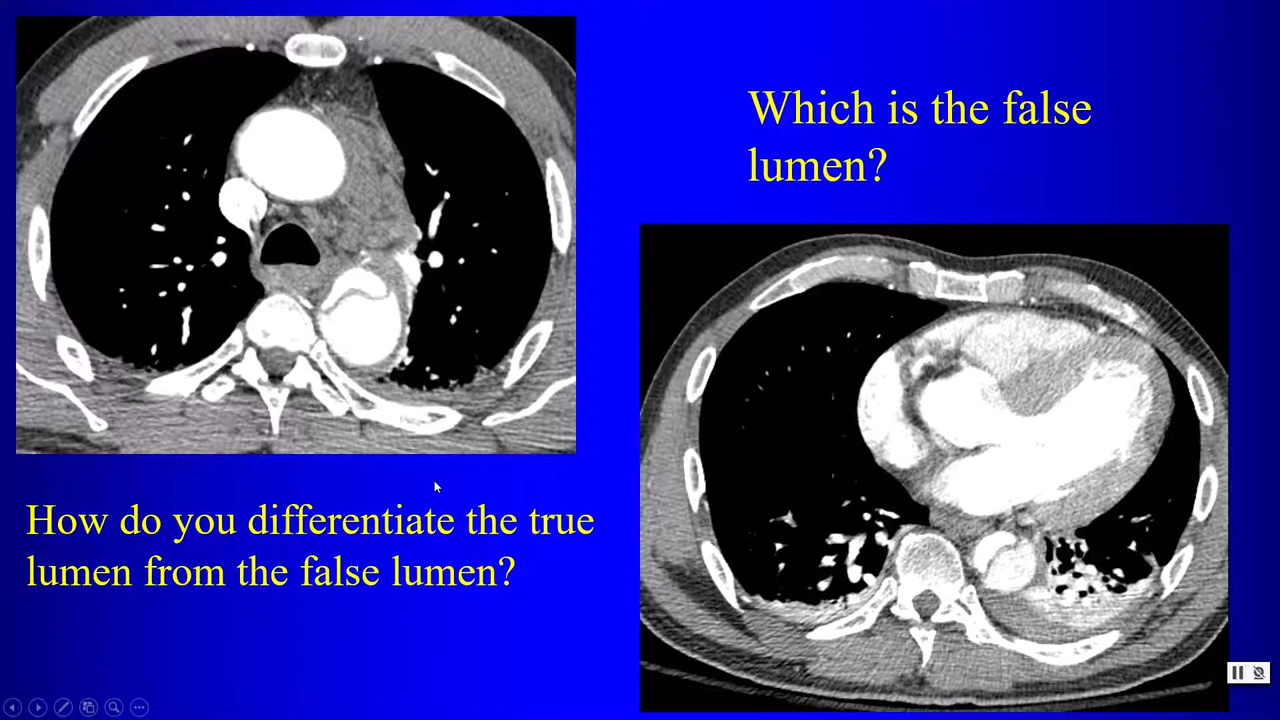 Which is the false
lumen?
How do you differentiate the true
lumen from the false lumen?